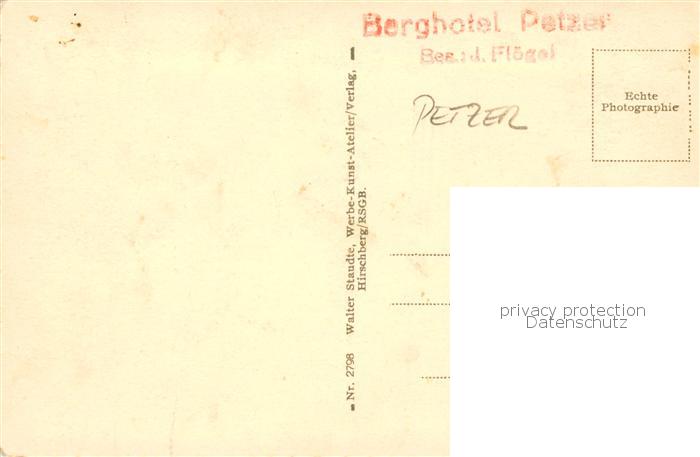 Berghotel Petzer
Bes.: J. Flögel
PETZER
Echte
Photographie
Nr. 2798 Walter Staudte, Werbe-Kunst-Atelier/Verlag,
Hirschberg/RSGB.
privacy protection
Datenschutz